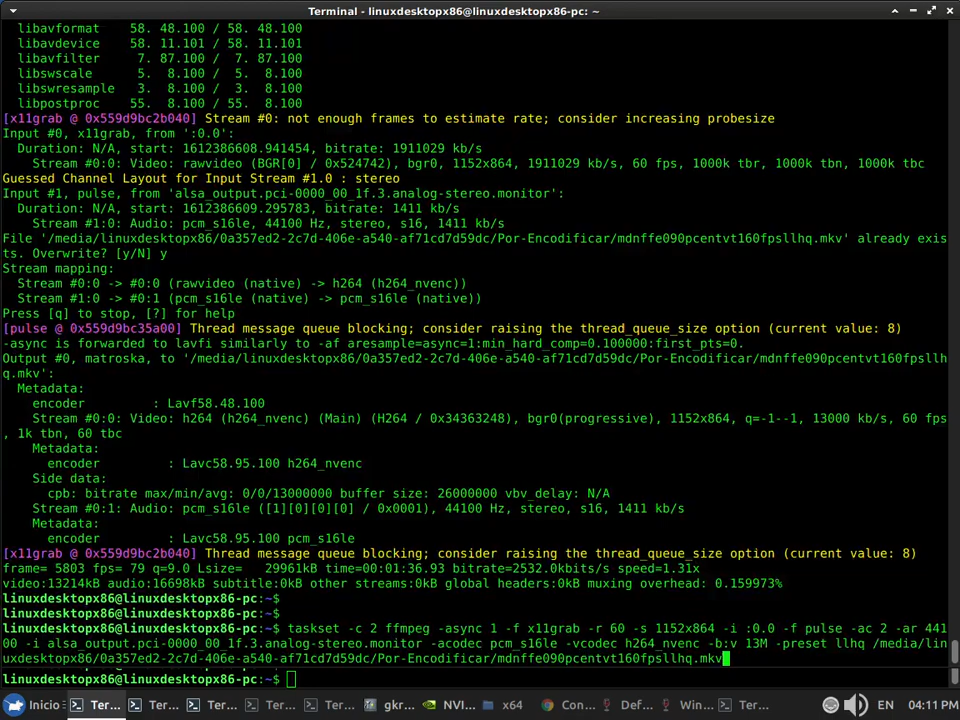 Terminal - linuxdesktopx86@linuxdesktopx86-pc: ~
libavformat    58. 48.100 / 58. 48.100
libavdevice    58. 11.101 / 58. 11.101
libavfilter     7. 87.100 /  7. 87.100
libswscale      5.  8.100 /  5.  8.100
libswresample   3.  8.100 /  3.  8.100
libpostproc    55.  8.100 / 55.  8.100
[x11grab @ 0x559d9bc2b040] Stream #0: not enough frames to estimate rate; consider increasing probesize
Input #0, x11grab, from ':0.0':
Duration: N/A, start: 1612386608.941454, bitrate: 1911029 kb/s
Stream #0:0: Video: rawvideo (BGR[0] / 0x524742), bgr0, 1152x864, 1911029 kb/s, 60 fps, 1000k tbr, 1000k tbn, 1000k tbc
Guessed Channel Layout for Input Stream #1.0 : stereo
Input #1, pulse, from 'alsa_output.pci-0000_00_1f.3.analog-stereo.monitor':
Duration: N/A, start: 1612386609.295783, bitrate: 1411 kb/s
Stream #1:0: Audio: pcm_s16le, 44100 Hz, stereo, s16, 1411 kb/s
File '/media/linuxdesktopx86/0a357ed2-2c7d-406e-a540-af71cd7d59dc/Por-Encodificar/mdnffe090pcentvt160fpsllhq.mkv' already exis
ts. Overwrite? [y/N] y
Stream mapping:
Stream #0:0 -> #0:0 (rawvideo (native) -> h264 (h264_nvenc))
Stream #1:0 -> #0:1 (pcm_s16le (native) -> pcm_s16le (native))
Press [q] to stop, [?] for help
[pulse @ 0x559d9bc35a00] Thread message queue blocking; consider raising the thread_queue_size option (current value: 8)
-async is forwarded to lavfi similarly to -af aresample=async=1:min_hard_comp=0.100000:first_pts=0.
Output #0, matroska, to '/media/linuxdesktopx86/0a357ed2-2c7d-406e-a540-af71cd7d59dc/Por-Encodificar/mdnffe090pcentvt160fpsllh
q.mkv':
Metadata:
encoder         : Lavf58.48.100
Stream #0:0: Video: h264 (h264_nvenc) (Main) (H264 / 0x34363248), bgr0(progressive), 1152x864, q=-1--1, 13000 kb/s, 60 fps
, 1k tbn, 60 tbc
Metadata:
encoder         : Lavc58.95.100 h264_nvenc
Side data:
cpb: bitrate max/min/avg: 0/0/13000000 buffer size: 26000000 vbv_delay: N/A
Stream #0:1: Audio: pcm_s16le ([1][0][0][0] / 0x0001), 44100 Hz, stereo, s16, 1411 kb/s
Metadata:
encoder         : Lavc58.95.100 pcm_s16le
[x11grab @ 0x559d9bc2b040] Thread message queue blocking; consider raising the thread_queue_size option (current value: 8)
frame= 5803 fps= 79 q=9.0 Lsize=   29961kB time=00:01:36.93 bitrate=2532.0kbits/s speed=1.31x
video:13214kB audio:16698kB subtitle:0kB other streams:0kB global headers:0kB muxing overhead: 0.159973%
linuxdesktopx86@linuxdesktopx86-pc:~$
linuxdesktopx86@linuxdesktopx86-pc:~$
linuxdesktopx86@linuxdesktopx86-pc:~$ taskset -c 2 ffmpeg -async 1 -f x11grab -r 60 -s 1152x864 -i :0.0 -f pulse -ac 2 -ar 441
00 -i alsa_output.pci-0000_00_1f.3.analog-stereo.monitor -acodec pcm_s16le -vcodec h264_nvenc -b:v 13M -preset llhq /media/lin
uxdesktopx86/0a357ed2-2c7d-406e-a540-af71cd7d59dc/Por-Encodificar/mdnffe090pcentvt160fpsllhq.mkv
linuxdesktopx86@linuxdesktopx86-pc:~$
Inicio Ter... Ter... Ter... Ter... Ter... gkr... NVI... x64 Con... Def... Win... Ter... EN 04:11 PM